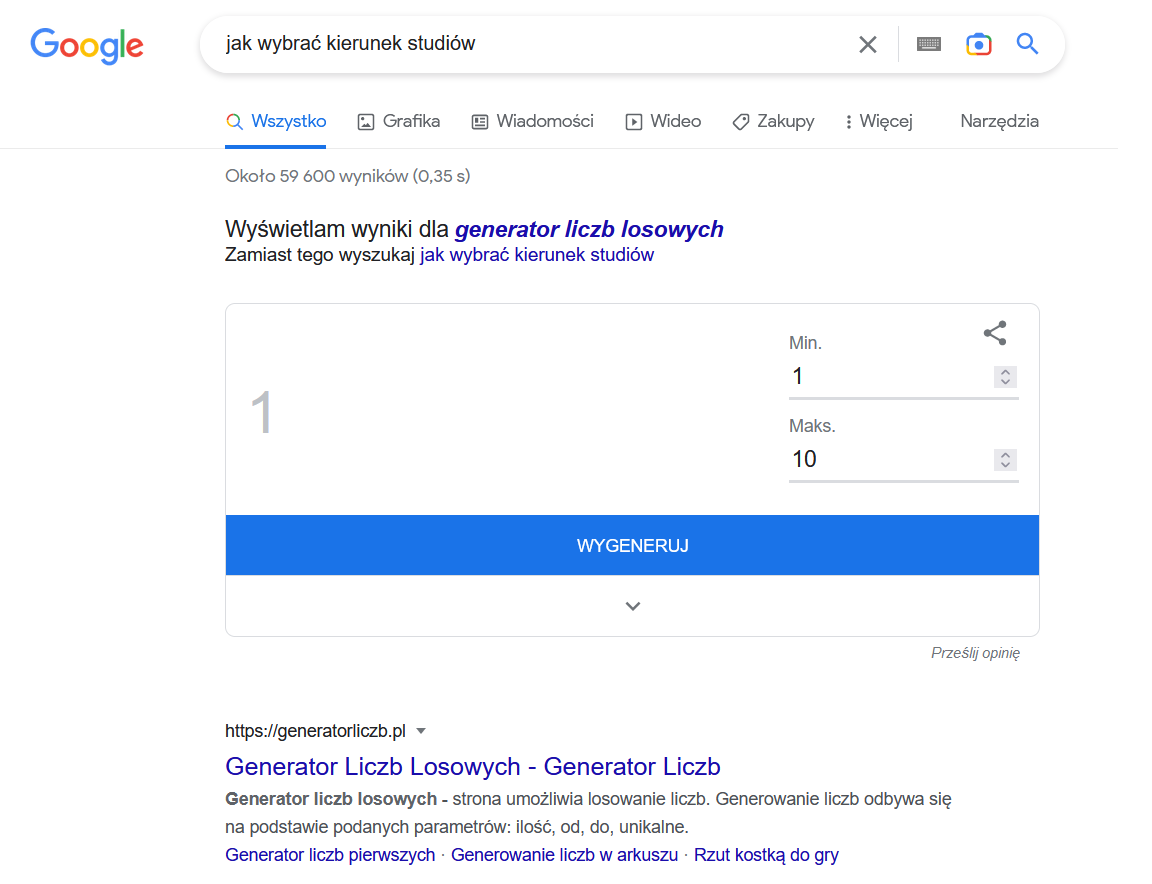 Google
jak wybrać kierunek studiów
Wszystko Grafika Wiadomości Wideo Zakupy Więcej Narzędzia
Około 59 600 wyników (0,35 s)
Wyświetlam wyniki dla generator liczb losowych
Zamiast tego wyszukaj jak wybrać kierunek studiów
1
Min.
1
Maks.
10
WYGENERUJ
Prześlij opinię
https://generatorliczb.pl
Generator Liczb Losowych - Generator Liczb
Generator liczb losowych - strona umożliwia losowanie liczb. Generowanie liczb odbywa się
na podstawie podanych parametrów: ilość, od, do, unikalne.
Generator liczb pierwszych · Generowanie liczb w arkuszu · Rzut kostką do gry